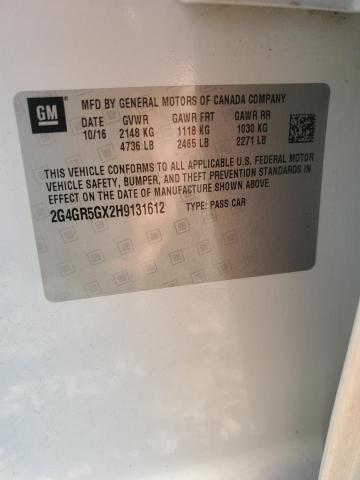 GM
MFD BY GENERAL MOTORS OF CANADA COMPANY
DATE GVWR GAWR FRT GAWR RR
10/16 2148 KG 1118 KG 1030 KG
4736 LB 2465 LB 2271 LB
THIS VEHICLE CONFORMS TO ALL APPLICABLE U.S. FEDERAL MOTOR
VEHICLE SAFETY, BUMPER, AND THEFT PREVENTION STANDARDS IN
EFFECT ON THE DATE OF MANUFACTURE SHOWN ABOVE.
2G4GR5GX2H9131612 TYPE: PASS CAR